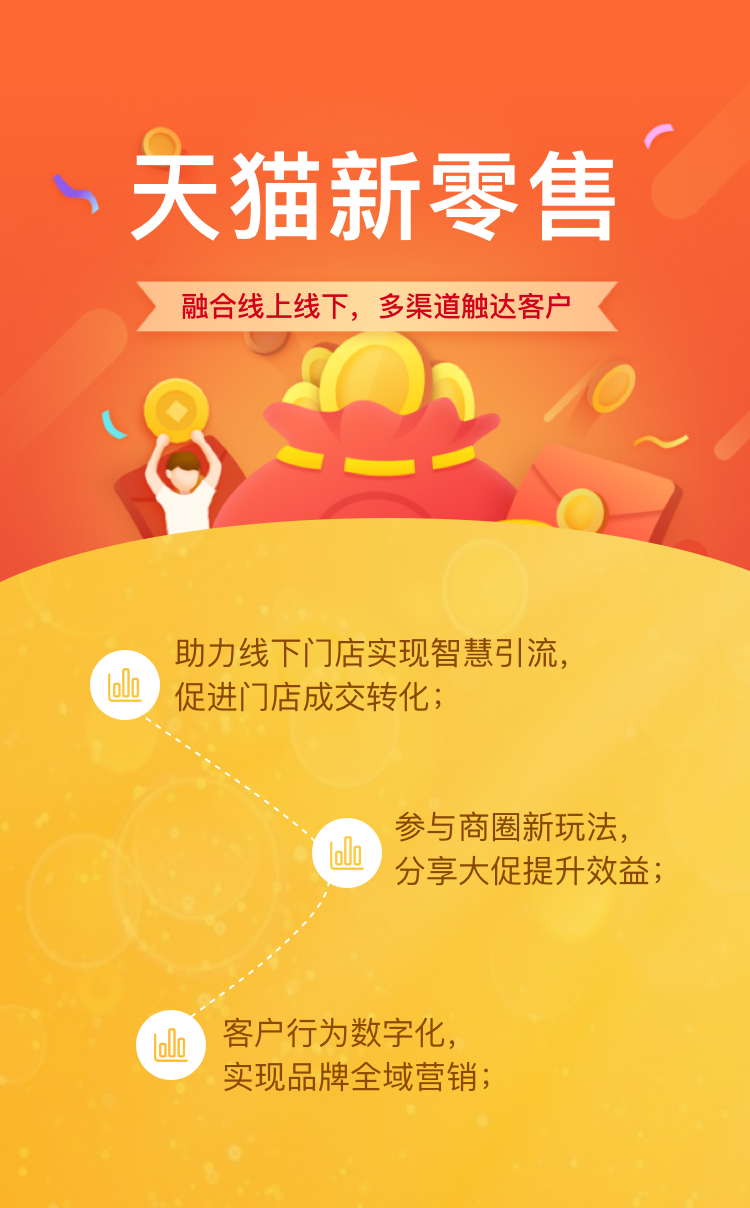 天猫新零售
融合线上线下，多渠道触达客户
助力线下门店实现智慧引流，
促进门店成交转化；
参与商圈新玩法，
分享大促提升效益；
客户行为数字化，
实现品牌全域营销；